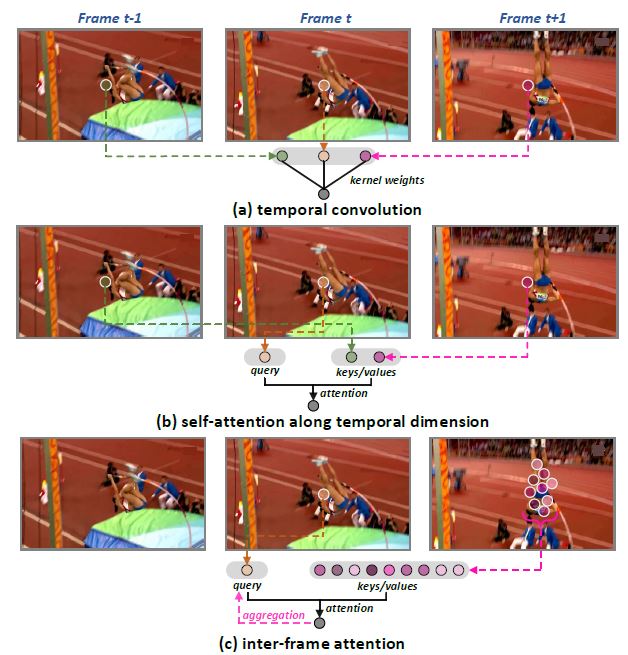 Frame t-1 Frame t Frame t+1
kernel weights
(a) temporal convolution
query keys/values
attention
(b) self-attention along temporal dimension
query keys/values
attention
aggregation
(c) inter-frame attention